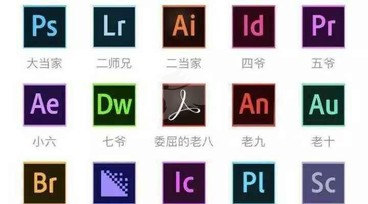 Ps Lr Ai Id Pr
大当家 二师兄 二当家 四爷 五爷
Ae Dw An Au
小六 七爷 委屈的老八 老九 老十
Br Ic Pl Sc